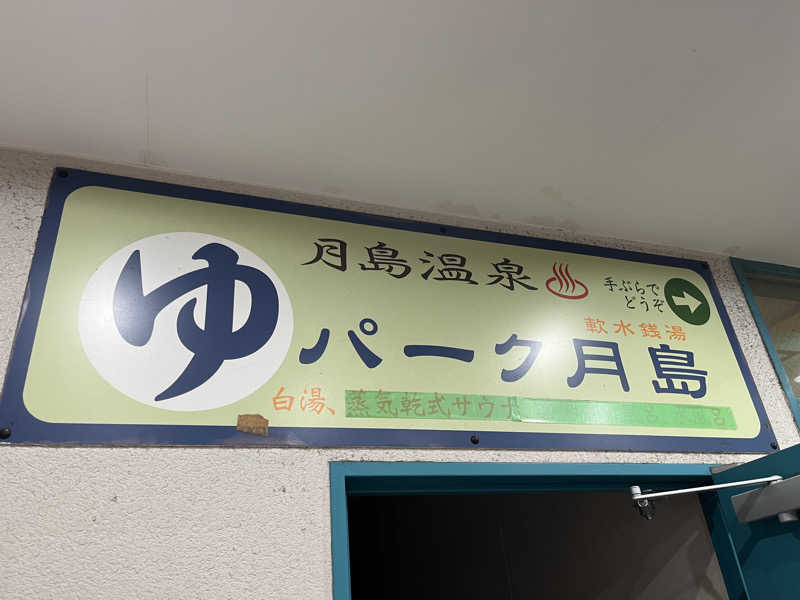 月島温泉
手ぶらで
どうぞ
軟水銭湯
ゆ
パーク月島
白湯、蒸気乾式サウナ